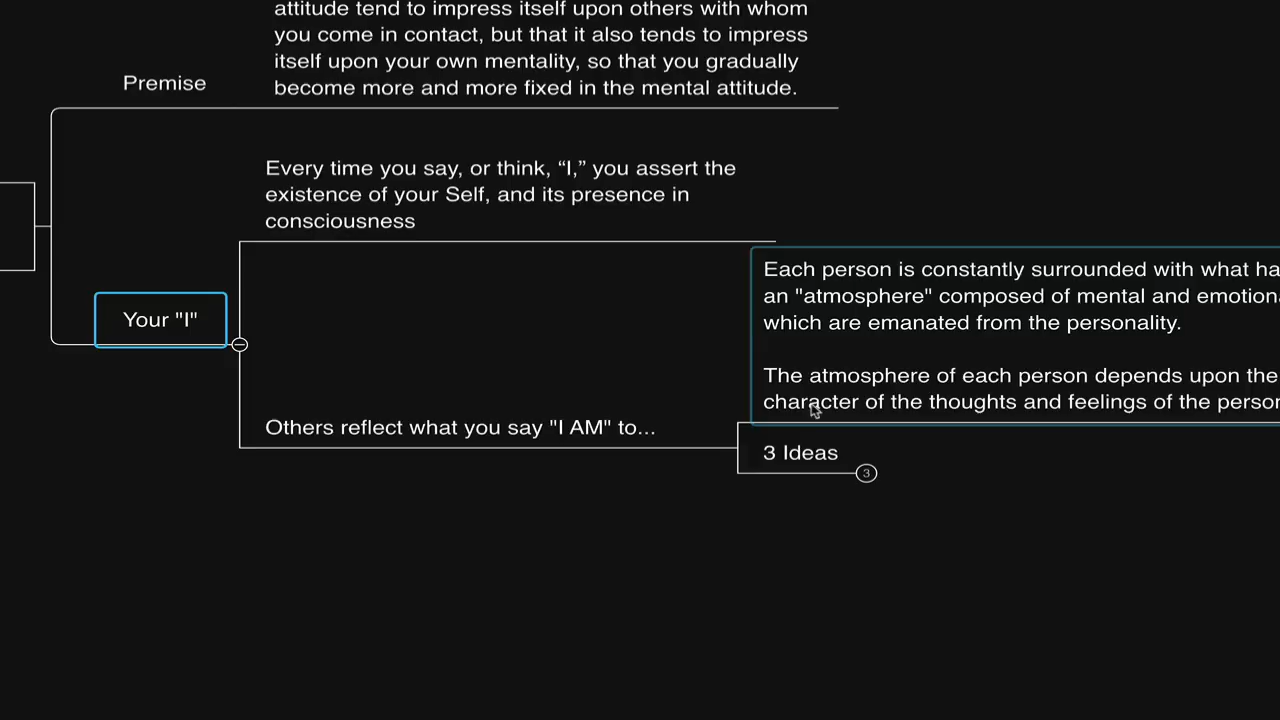 attitude tend to impress itself upon others with whom
you come in contact, but that it also tends to impress
itself upon your own mentality, so that you gradually
become more and more fixed in the mental attitude.
Premise
Every time you say, or think, “I,” you assert the
existence of your Self, and its presence in
consciousness
Your "I"
Others reflect what you say "I AM" to...
Each person is constantly surrounded with what
an "atmosphere" composed of mental and
which are emanated from the personality.
The atmosphere of each person depends upon the
character of the thoughts and feelings of the
3 Ideas
3